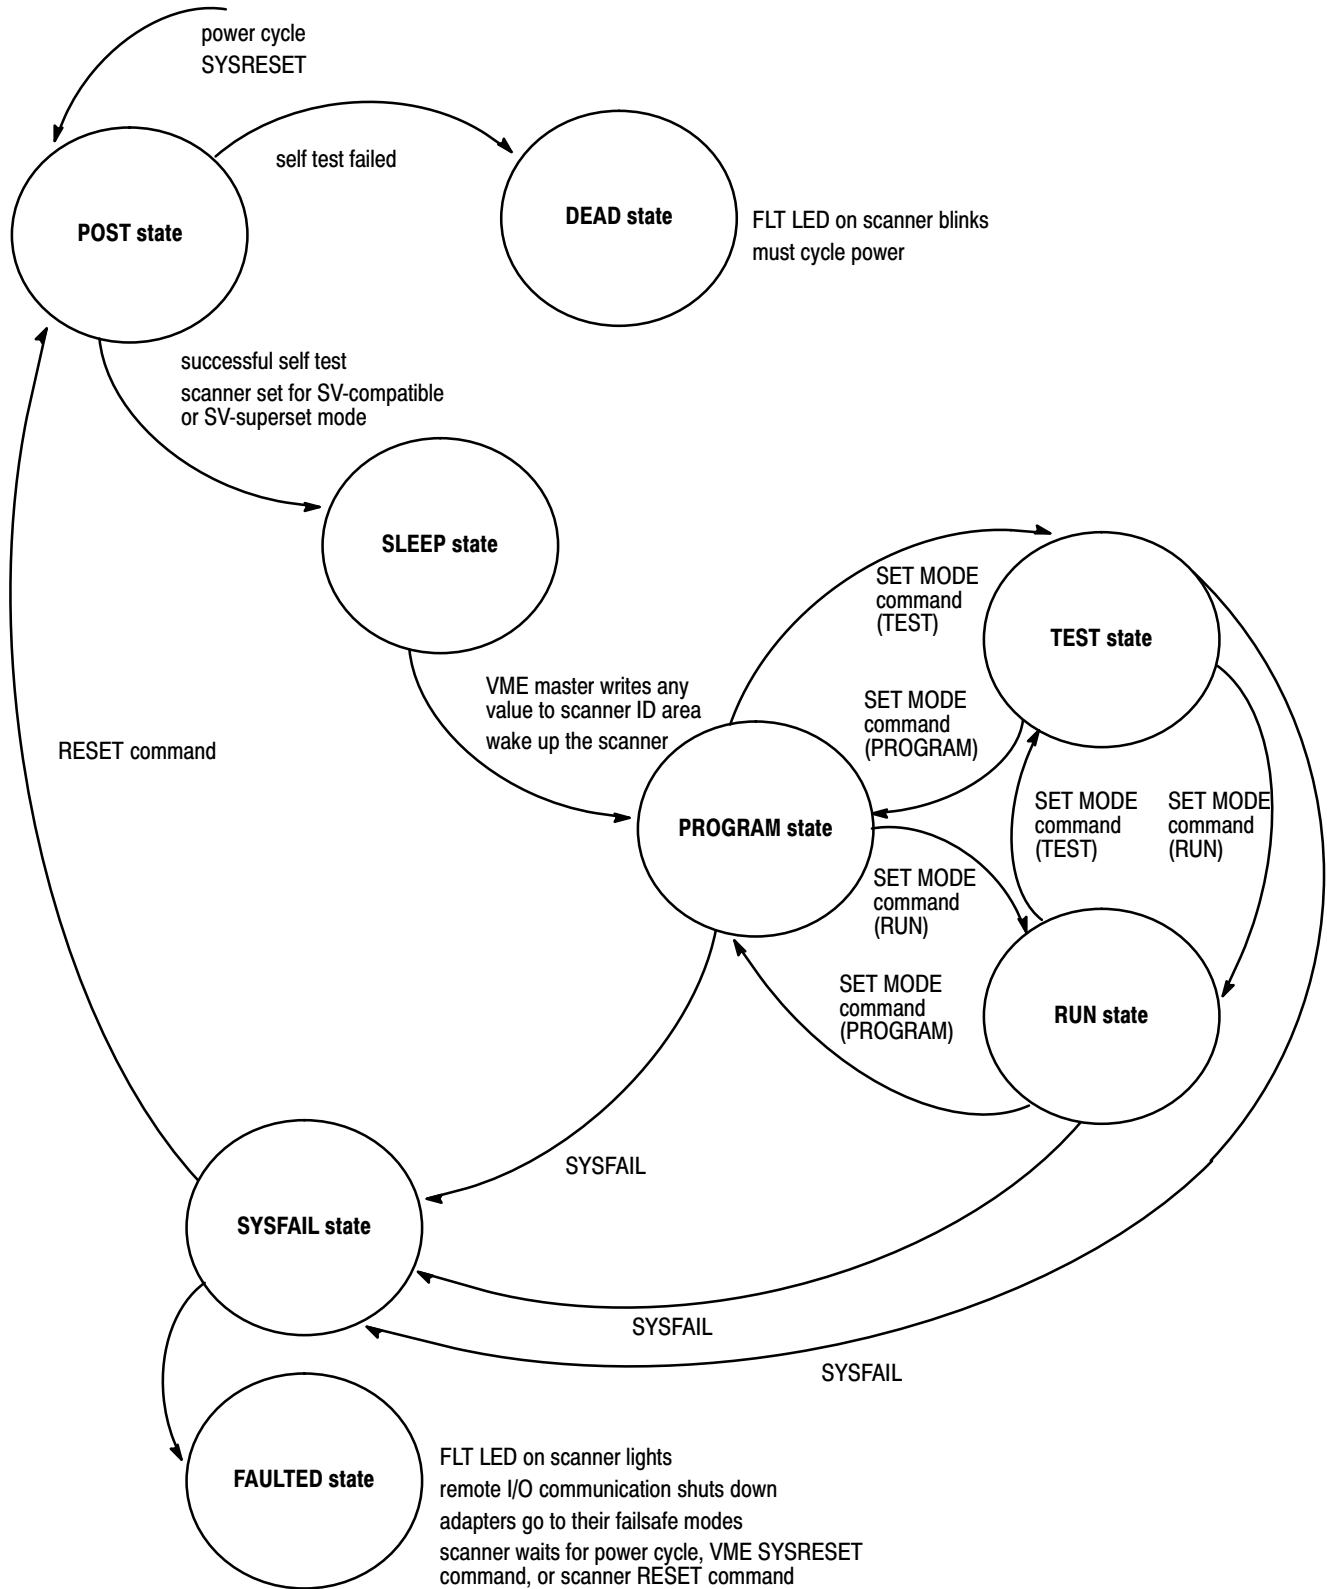 power cycle
SYSRESET
self test failed
POST state
DEAD state
FLT LED on scanner blinks
must cycle power
successful self test
scanner set for SV-compatible
or SV-superset mode
SLEEP state
SET MODE
command
(TEST)
TEST state
VME master writes any
value to scanner ID area
wake up the scanner
SET MODE
command
(PROGRAM)
RESET command
PROGRAM state
SET MODE
command
(TEST)
SET MODE
command
(RUN)
SET MODE
command
(RUN)
SET MODE
command
(PROGRAM)
RUN state
SYSFAIL
SYSFAIL state
SYSFAIL
SYSFAIL
FAULTED state
FLT LED on scanner lights
remote I/O communication shuts down
adapters go to their failsafe modes
scanner waits for power cycle, VME SYSRESET
command, or scanner RESET command